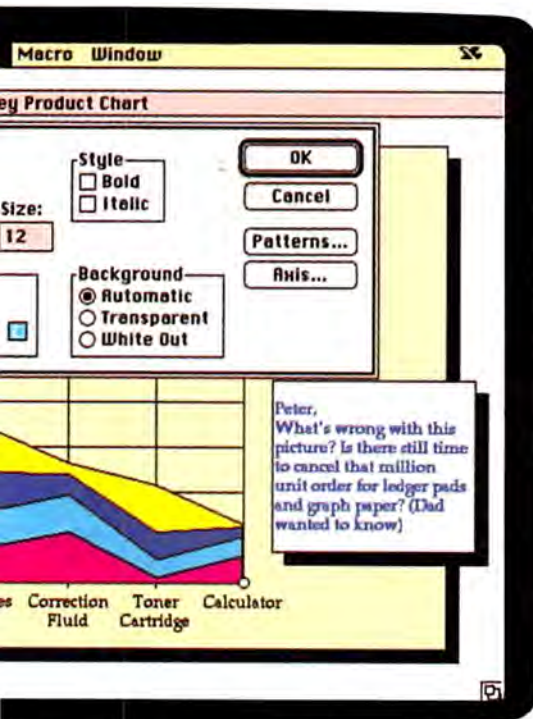 Macro Window
ey Product Chart
Style
Bold
Italic
Size:
12
Background
Automatic
Transparent
White Out
OK
Cancel
Patterns...
Axis...
Peter,
What's wrong with this
picture? Is there still time
to cancel that million
unit order for ledger pads
and graph paper? (Dad
wanted to know)
es Correction Toner Calculator
Fluid Cartridge